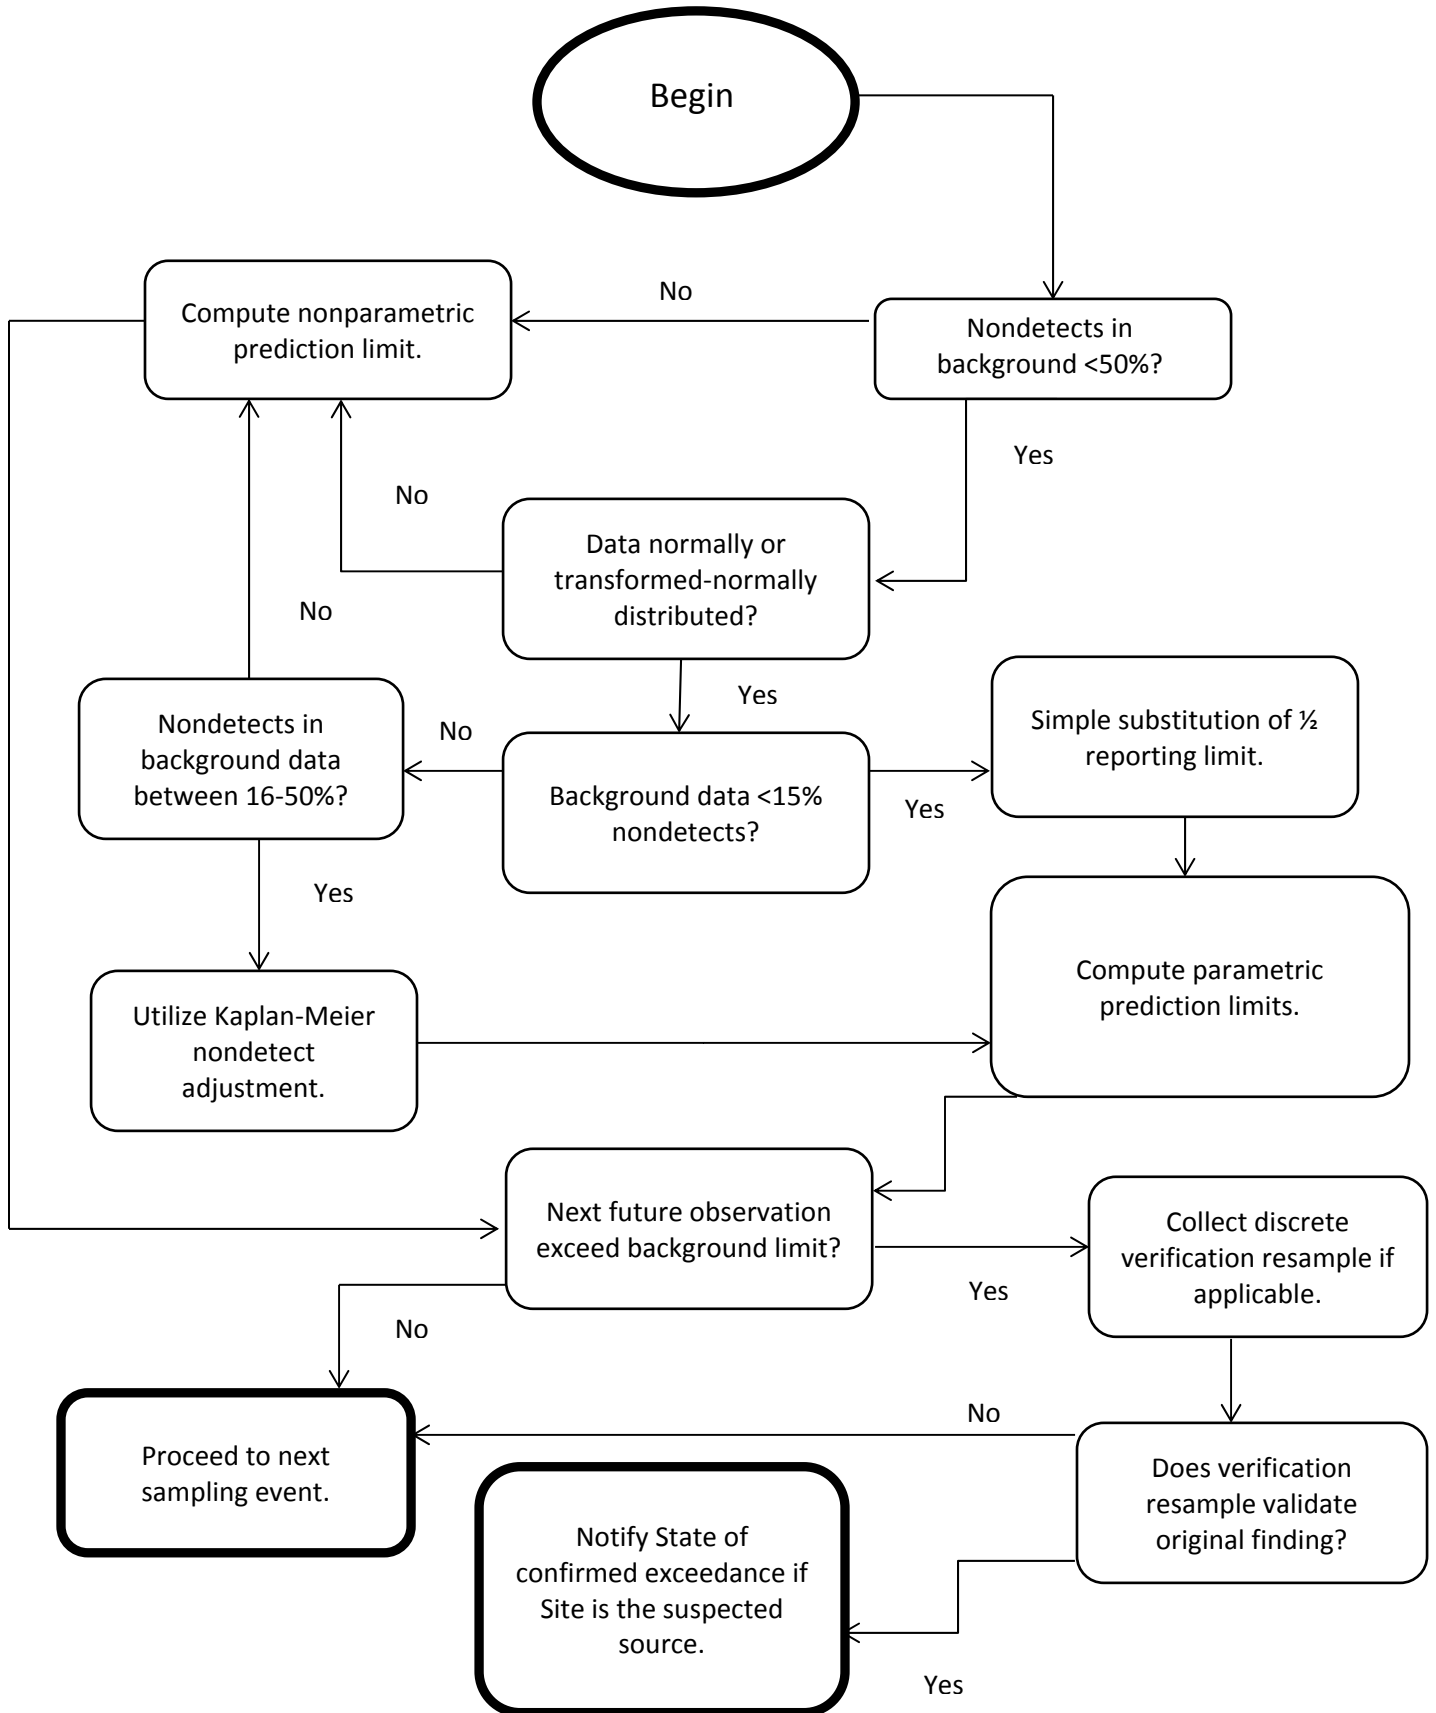 Begin
No
Compute nonparametric
prediction limit.
Nondetects in
background <50%?
Yes
No
Data normally or
transformed-normally
distributed?
No
Yes
Nondetects in
background data
between 16-50%?
No
Background data <15%
nondetects?
Yes
Simple substitution of ½
reporting limit.
Yes
Compute parametric
prediction limits.
Utilize Kaplan-Meier
nondetect
adjustment.
Next future observation
exceed background limit?
Yes
Collect discrete
verification resample if
applicable.
No
No
Proceed to next
sampling event.
Does verification
resample validate
original finding?
Notify State of
confirmed exceedance if
Site is the suspected
source.
Yes